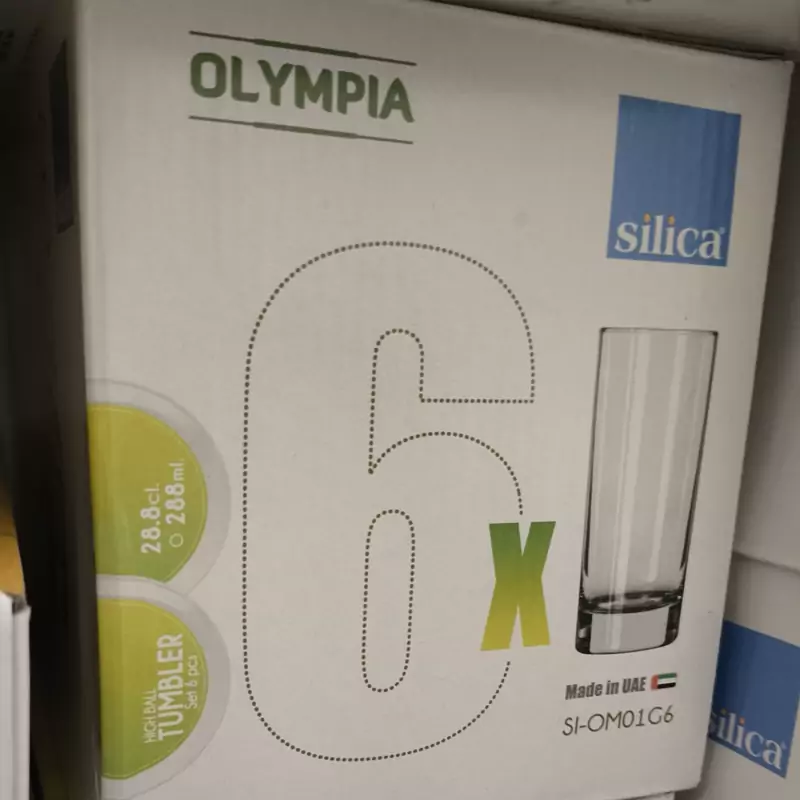 OLYMPIA
silica®
6
X
28.8cl.
○ 288ml.
HIGH BALL
TUMBLER
Set 6 pcs
Made in UAE
SI-OM01G6
silica